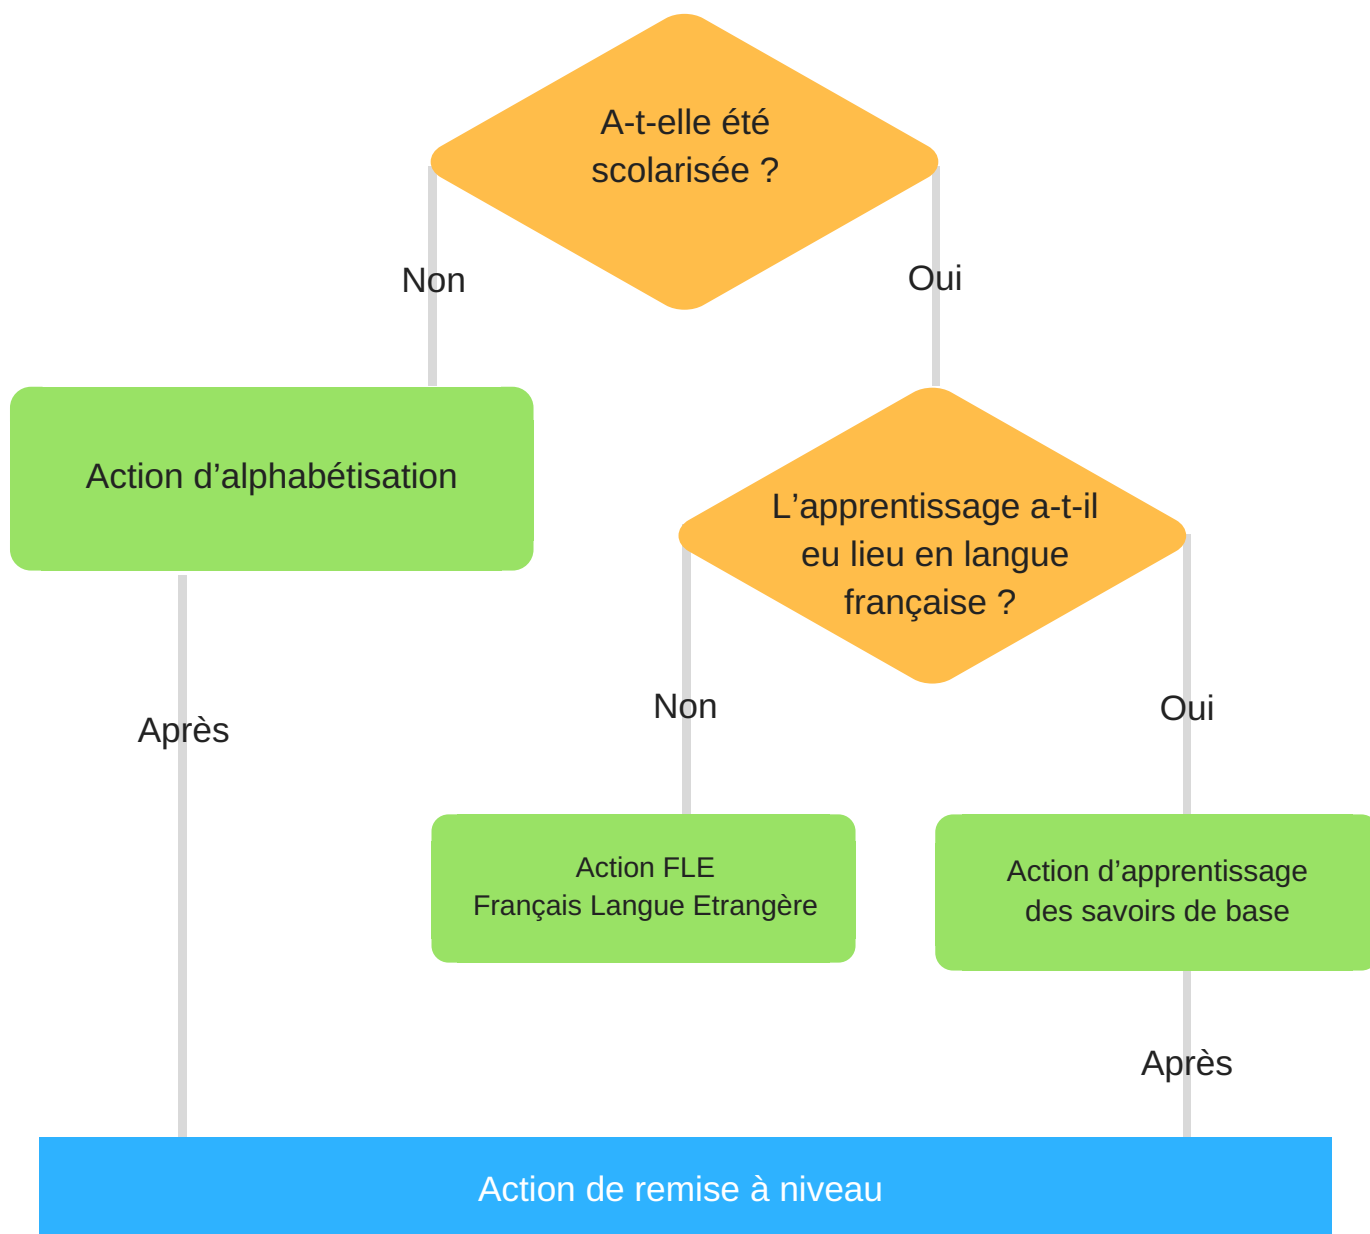 A-t-elle été
scolarisée ?
Non
Oui
Action d’alphabétisation
L’apprentissage a-t-il
eu lieu en langue
française ?
Non
Oui
Après
Action FLE
Français Langue Etrangère
Action d’apprentissage
des savoirs de base
Après
Action de remise à niveau